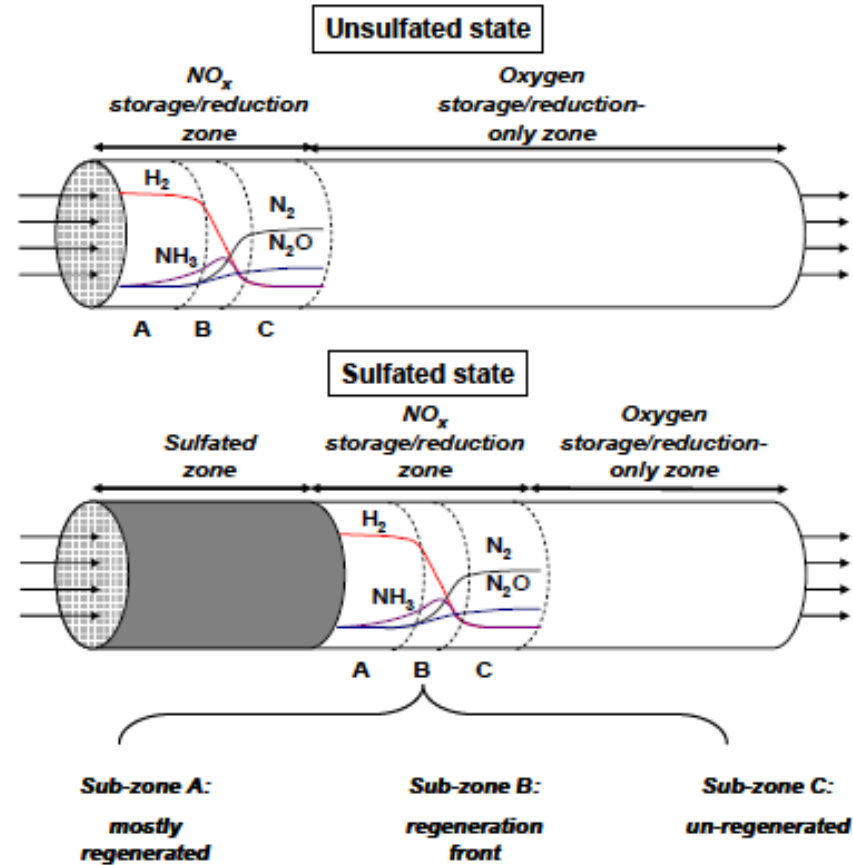 Unsulfated state
NOx
storage/reduction
zone
Oxygen
storage/reduction-
only zone
H2
N2
N2O
NH3
A
B
C
Sulfated state
Sulfated
zone
NOx
storage/reduction
zone
Oxygen
storage/reduction-
only zone
H2
N2
N2O
NH3
A
B
C
Sub-zone A:
mostly
regenerated
Sub-zone B:
regeneration
front
Sub-zone C:
un-regenerated